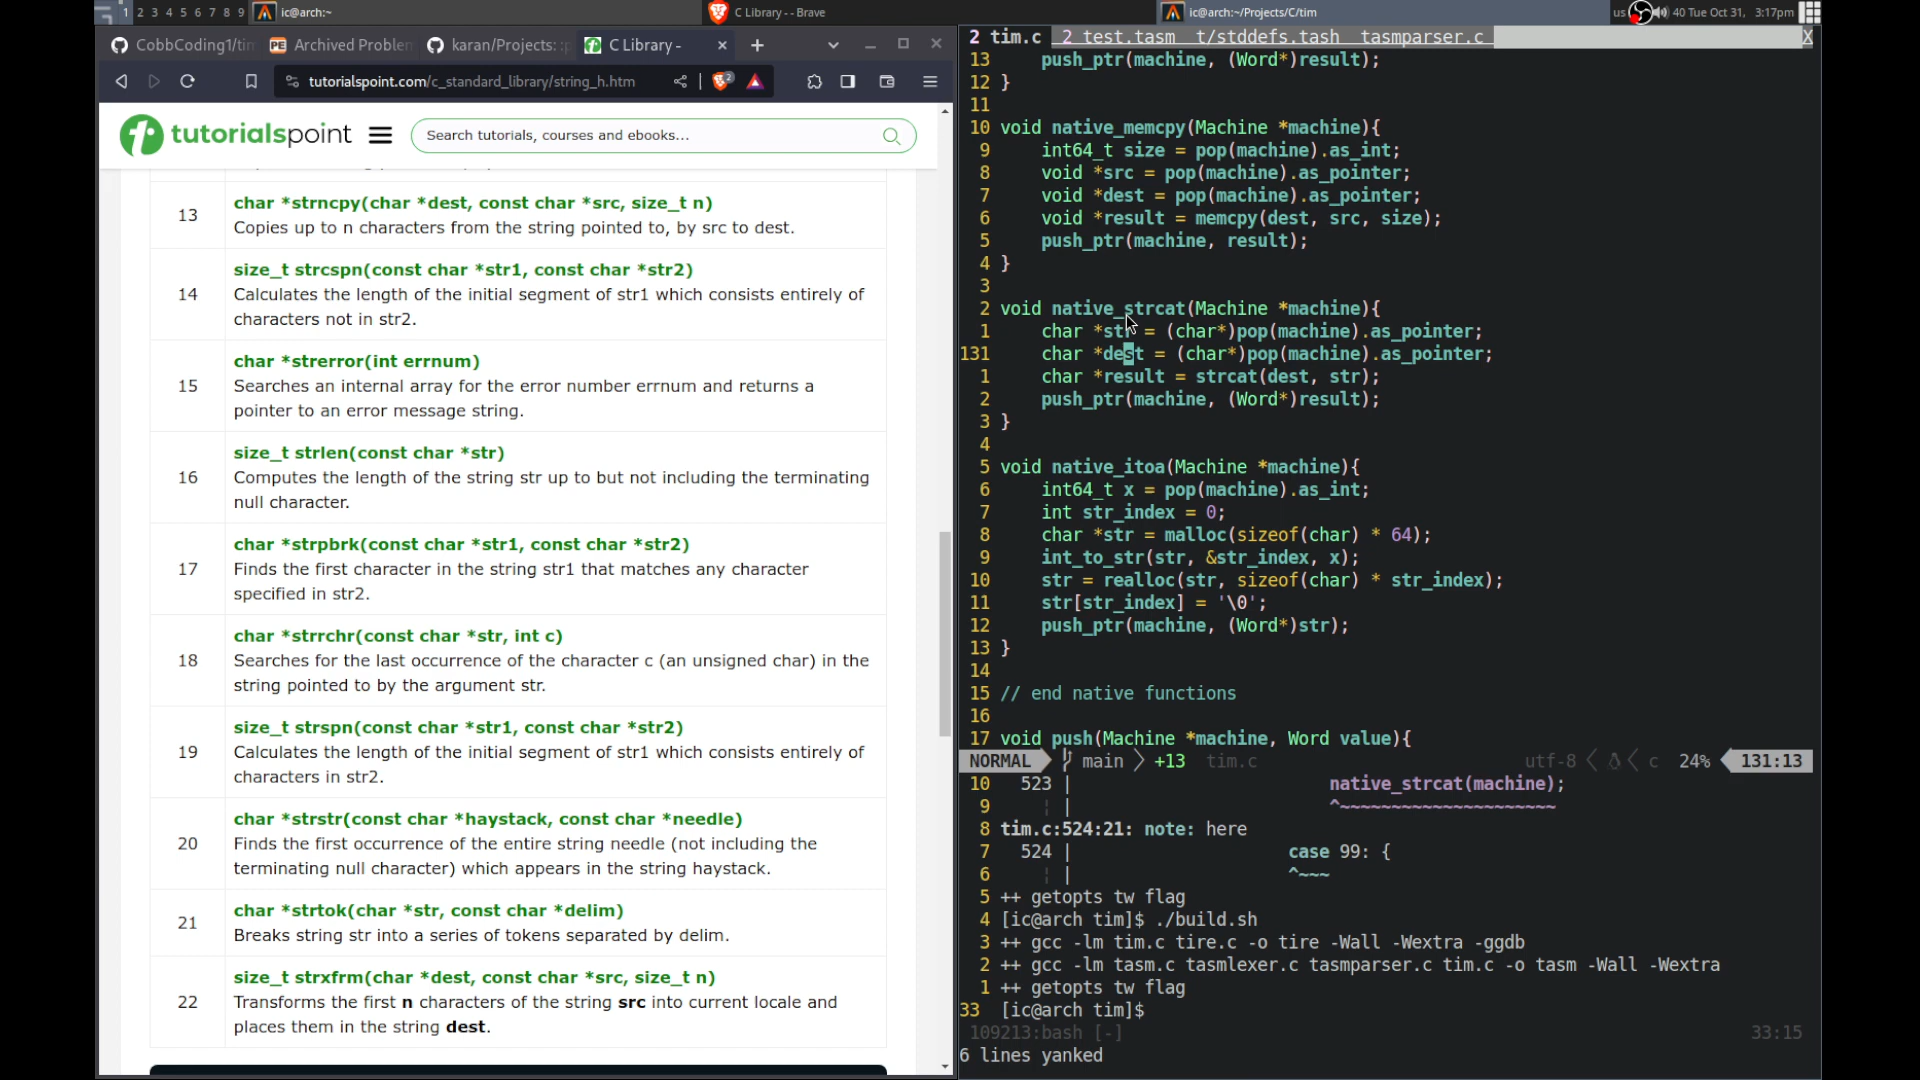 1 2 3 4 5 6 7 8 9 ic@arch:~ C Library - - Brave ic@arch:~/Projects/C/tim us 40 Tue Oct 31, 3:17pm
CobbCoding1/tin Archived Problem karan/Projects: :p C Library -
tutorialspoint.com/c_standard_library/string_h.htm 2
tutorialspoint Search tutorials, courses and ebooks...
13 char *strncpy(char *dest, const char *src, size_t n)
Copies up to n characters from the string pointed to, by src to dest.
14 size_t strcspn(const char *str1, const char *str2)
Calculates the length of the initial segment of str1 which consists entirely of
characters not in str2.
15 char *strerror(int errnum)
Searches an internal array for the error number errnum and returns a
pointer to an error message string.
16 size_t strlen(const char *str)
Computes the length of the string str up to but not including the terminating
null character.
17 char *strpbrk(const char *str1, const char *str2)
Finds the first character in the string str1 that matches any character
specified in str2.
18 char *strrchr(const char *str, int c)
Searches for the last occurrence of the character c (an unsigned char) in the
string pointed to by the argument str.
19 size_t strspn(const char *str1, const char *str2)
Calculates the length of the initial segment of str1 which consists entirely of
characters in str2.
20 char *strstr(const char *haystack, const char *needle)
Finds the first occurrence of the entire string needle (not including the
terminating null character) which appears in the string haystack.
21 char *strtok(char *str, const char *delim)
Breaks string str into a series of tokens separated by delim.
22 size_t strxfrm(char *dest, const char *src, size_t n)
Transforms the first n characters of the string src into current locale and
places them in the string dest.
2 tim.c 2 test.tasm t/stddefs.tash tasmparser.c X
13 push_ptr(machine, (Word*)result);
12 }
11
10 void native_memcpy(Machine *machine){
9 int64_t size = pop(machine).as_int;
8 void *src = pop(machine).as_pointer;
7 void *dest = pop(machine).as_pointer;
6 void *result = memcpy(dest, src, size);
5 push_ptr(machine, result);
4 }
3
2 void native_strcat(Machine *machine){
1 char *str = (char*)pop(machine).as_pointer;
131 char *dest = (char*)pop(machine).as_pointer;
1 char *result = strcat(dest, str);
2 push_ptr(machine, (Word*)result);
3 }
4
5 void native_itoa(Machine *machine){
6 int64_t x = pop(machine).as_int;
7 int str_index = 0;
8 char *str = malloc(sizeof(char) * 64);
9 int_to_str(str, &str_index, x);
10 str = realloc(str, sizeof(char) * str_index);
11 str[str_index] = '\0';
12 push_ptr(machine, (Word*)str);
13 }
14
15 // end native functions
16
17 void push(Machine *machine, Word value){
NORMAL main +13 tim.c utf-8 c 24% 131:13
10 523 | native_strcat(machine);
9 ¦ | ^~~~~~~~~~~~~~~~~~~~~~
8 tim.c:524:21: note: here
7 524 | case 99: {
6 ¦ | ^~~~
5 ++ getopts tw flag
4 [ic@arch tim]$ ./build.sh
3 ++ gcc -lm tim.c tire.c -o tire -Wall -Wextra -ggdb
2 ++ gcc -lm tasm.c tasmlexer.c tasmparser.c tim.c -o tasm -Wall -Wextra
1 ++ getopts tw flag
33 [ic@arch tim]$
109213:bash [-] 33:15
6 lines yanked